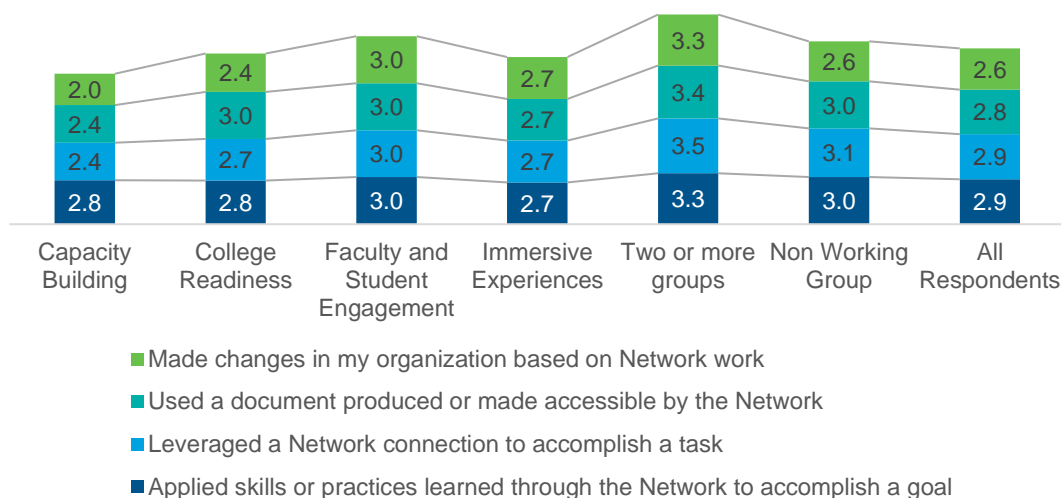 3.3
3.0
2.4 2.7 2.6 2.6
2.0 3.4
3.0 3.0 2.7 3.0 2.8
2.4 3.5
2.4 2.7 3.0 2.7 3.1 2.9
2.8 2.8 3.0 2.7 3.3 3.0 2.9
Capacity College Faculty and Immersive Two or more Non Working All
Building Readiness Student Experiences groups Group Respondents
Engagement
Made changes in my organization based on Network work
Used a document produced or made accessible by the Network
Leveraged a Network connection to accomplish a task
Applied skills or practices learned through the Network to accomplish a goal